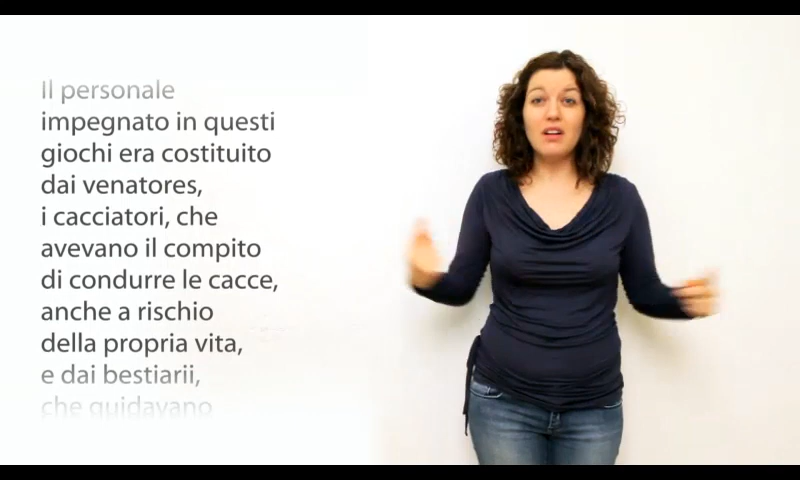 Il personale
impegnato in questi
giochi era costituito
dai venatores,
i cacciatori, che
avevano il compito
di condurre le cacce,
anche a rischio
della propria vita,
e dai bestiarii,
che guidavano